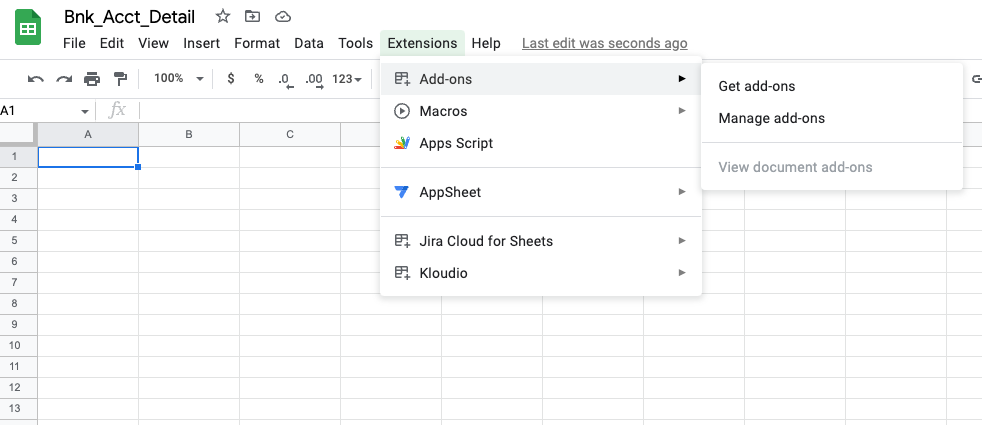 Bnk_Acct_Detail
File Edit View Insert Format Data Tools Extensions Help Last edit was seconds ago
100% $ % .0 .00 123
A1 fx
A B C
Add-ons
Macros
Apps Script
AppSheet
Jira Cloud for Sheets
Kloudio
Get add-ons
Manage add-ons
View document add-ons
1
2
3
4
5
6
7
8
9
10
11
12
13